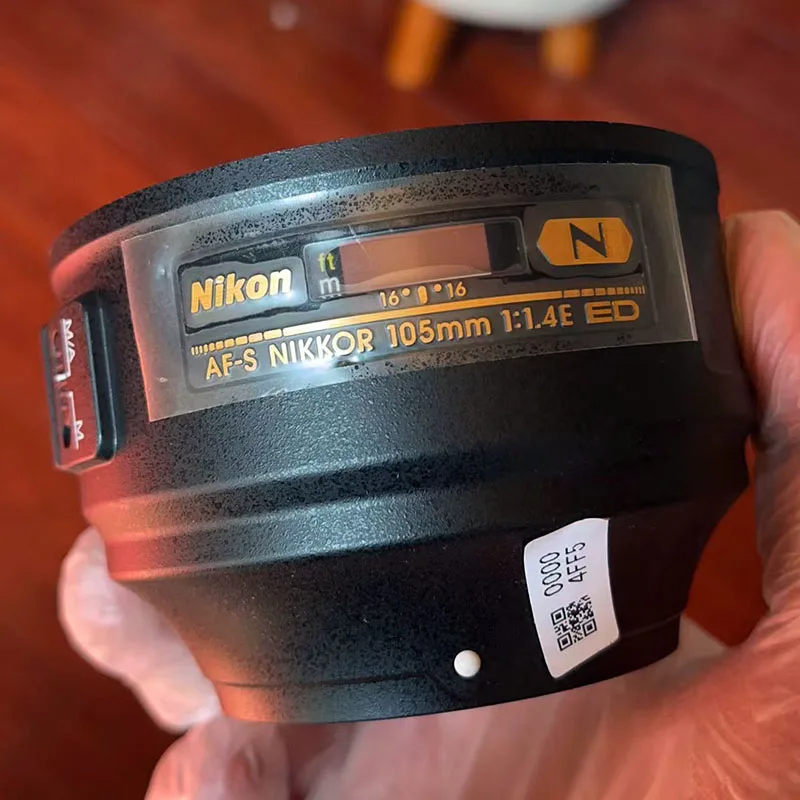 Nikon
ft
m
N
16 16
AF-S NIKKOR 105mm 1:1.4E ED
M/A
M
0000
4FF5